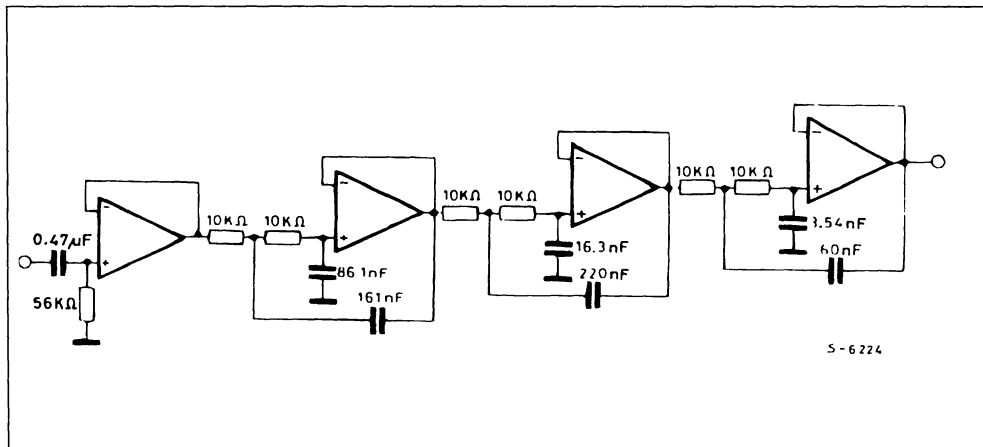 -
+
10KΩ
10KΩ
-
+
3.54nF
60nF
-
+
10KΩ
10KΩ
16.3nF
220nF
-
+
10KΩ
10KΩ
86.1nF
161nF
0.47µF
56KΩ
S-6224